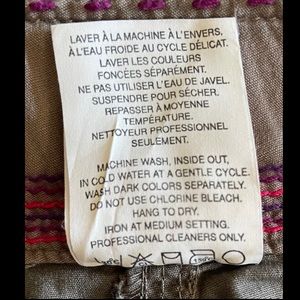 LAVER À LA MACHINE À L'ENVERS,
À L'EAU FROIDE AU CYCLE DÉLICAT.
LAVER LES COULEURS
FONCÉES SÉPARÉMENT.
NE PAS UTILISER L'EAU DE JAVEL.
SUSPENDRE POUR SÉCHER.
REPASSER À MOYENNE
TEMPÉRATURE.
NETTOYEUR PROFESSIONNEL
SEULEMENT.
MACHINE WASH, INSIDE OUT,
IN COLD WATER AT A GENTLE CYCLE.
WASH DARK COLORS SEPARATELY.
DO NOT USE CHLORINE BLEACH.
HANG TO DRY.
IRON AT MEDIUM SETTING.
PROFESSIONAL CLEANERS ONLY.